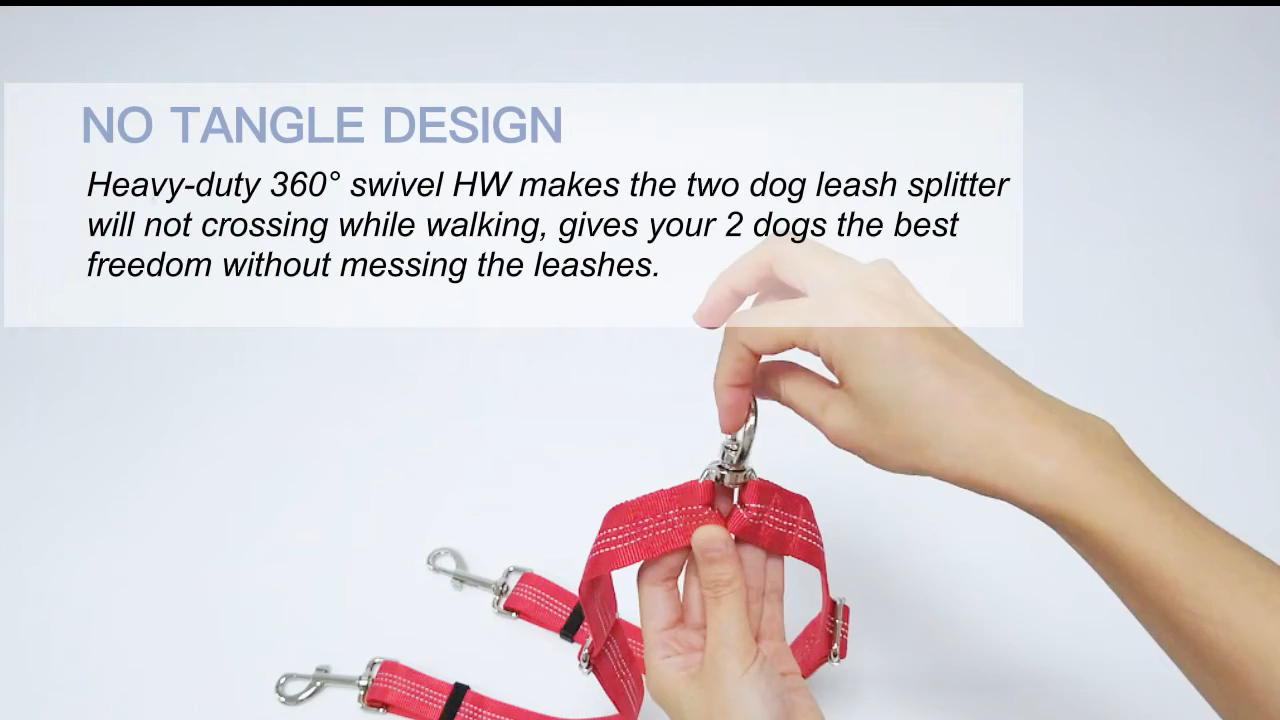 NO TANGLE DESIGN
Heavy-duty 360° swivel HW makes the two dog leash splitter
will not crossing while walking, gives your 2 dogs the best
freedom without messing the leashes.